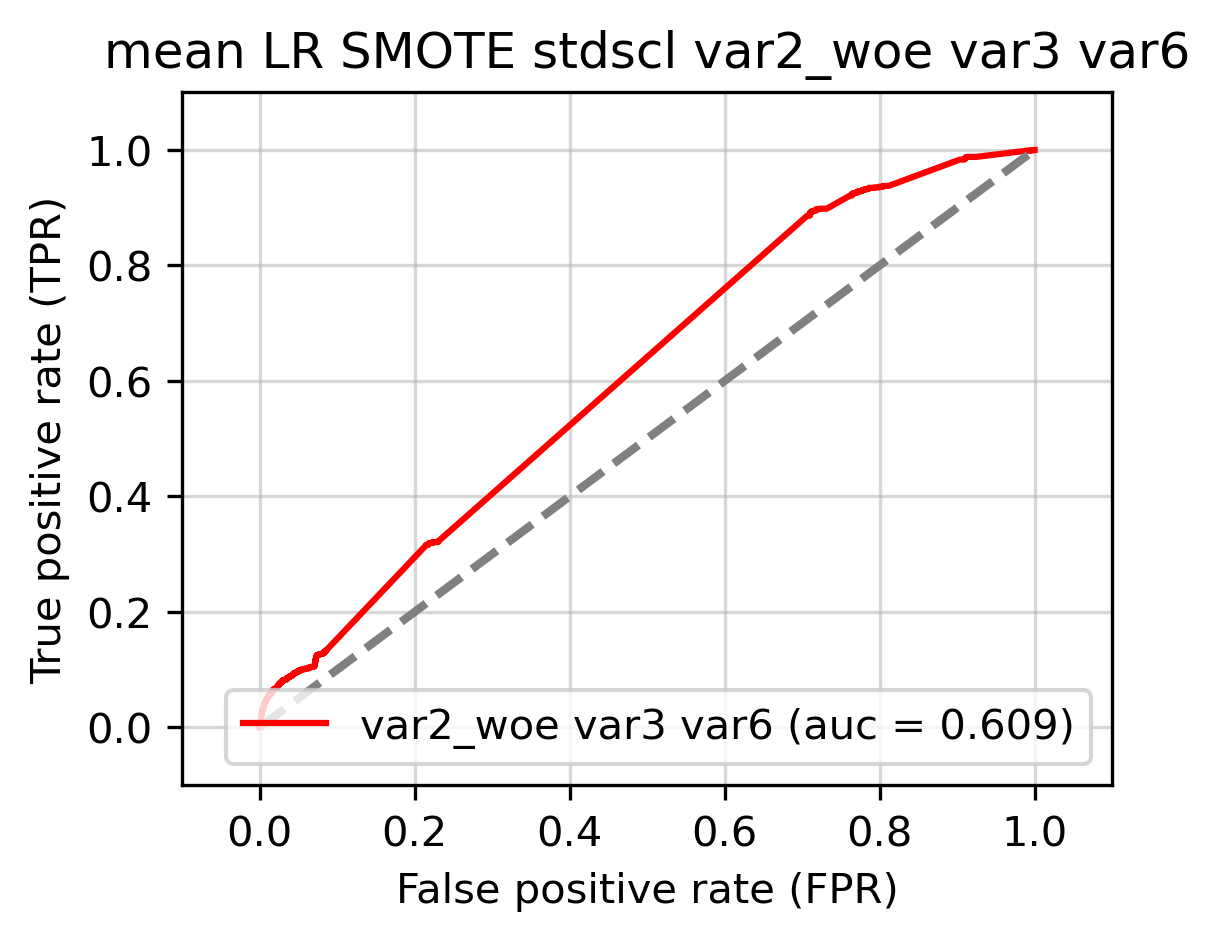 mean LR SMOTE stdscl var2_woe var3 var6
True positive rate (TPR)
1.0
0.8
0.6
0.4
0.2
0.0
var2_woe var3 var6 (auc = 0.609)
0.0 0.2 0.4 0.6 0.8 1.0
False positive rate (FPR)